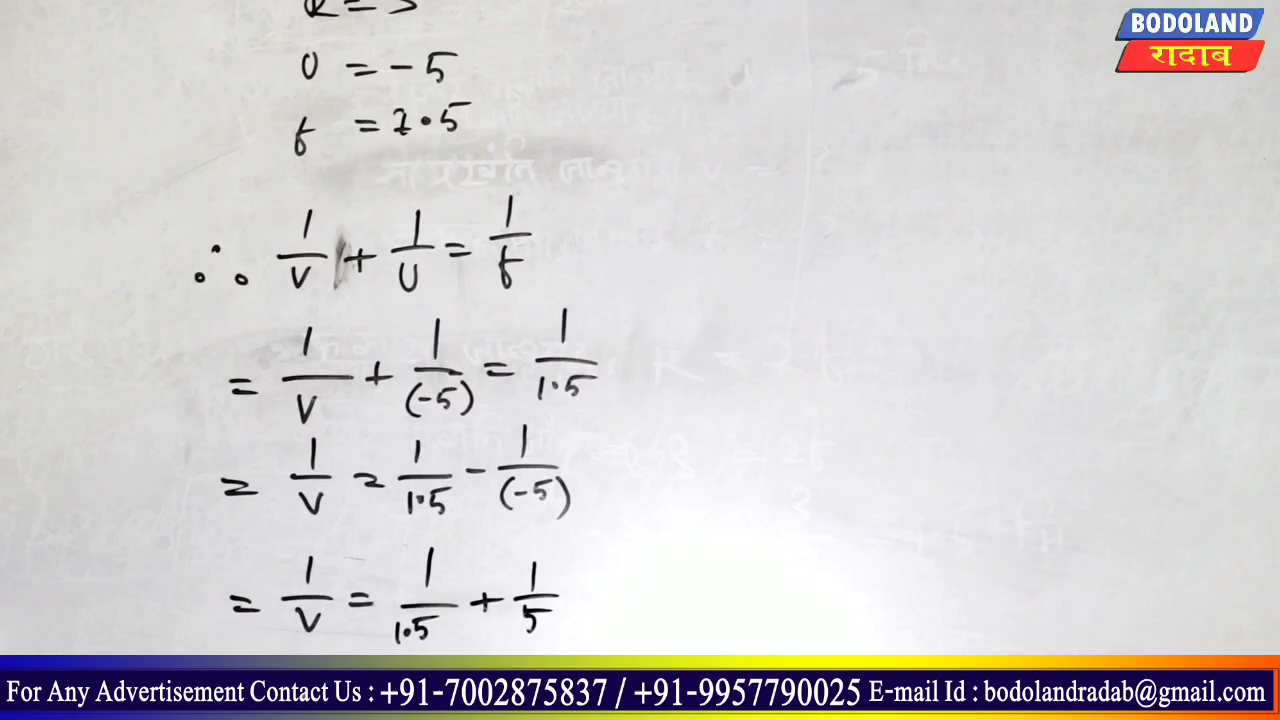 BODOLAND
रादाब
R = 3
U = - 5
f = 1.5
∴ 1/V + 1/U = 1/f
= 1/V + 1/(-5) = 1/1.5
= 1/V = 1/1.5 - 1/(-5)
= 1/V = 1/1.5 + 1/5
For Any Advertisement Contact Us : +91-7002875837 / +91-9957790025 E-mail Id : bodolandradab@gmail.com